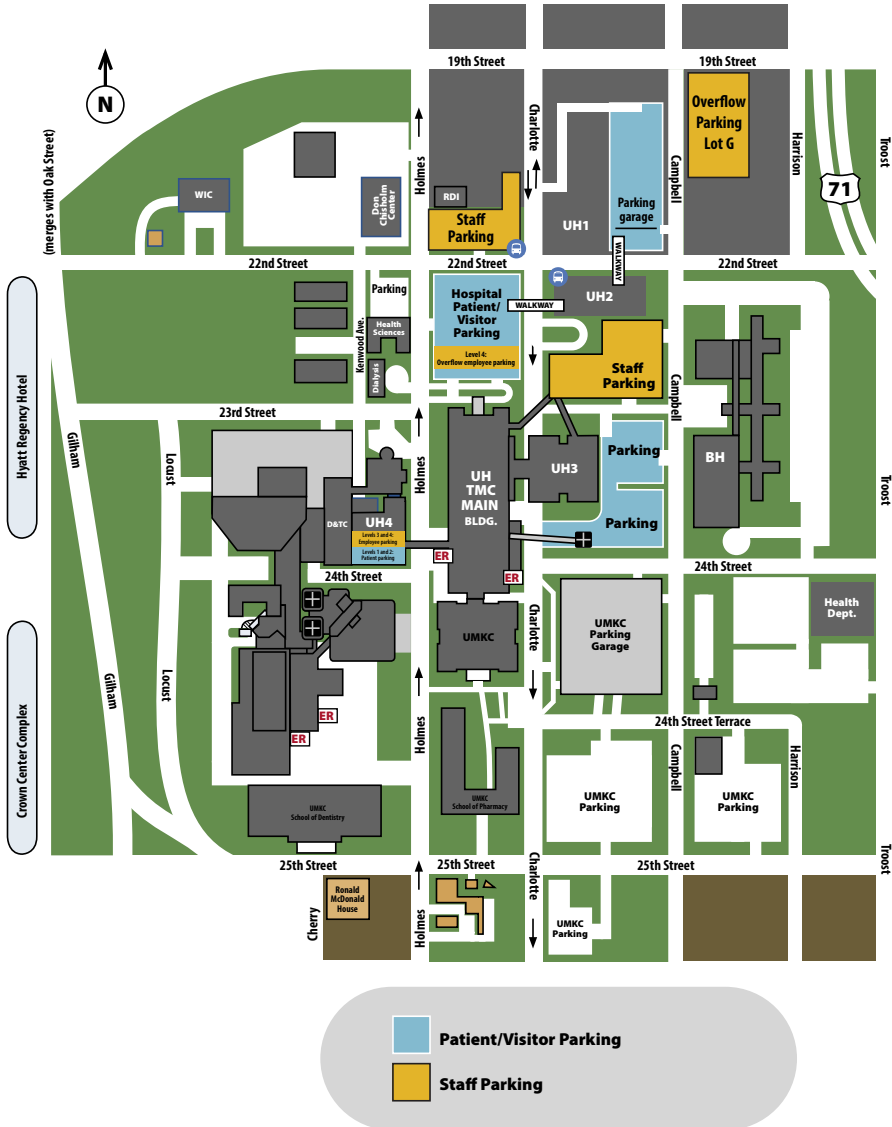 19th Street
19th Street
N
(merges with Oak Street)
Holmes
Charlotte
Campbell
Harrison
Troost
Overflow
Parking
Lot G
71
WIC
Don
Chisholm
Center
RDI
Staff
Parking
UH1
Parking
garage
WALKWAY
22nd Street
22nd Street
22nd Street
Parking
Kenwood Ave.
Health
Sciences
Dialysis
Hospital
Patient/
Visitor
Parking
Level 4:
Overflow employee parking
WALKWAY
UH2
Staff
Parking
Campbell
Hyatt Regency Hotel
23rd Street
Gilham
Locust
Holmes
UH
TMC
MAIN
BLDG.
UH3
Parking
Parking
BH
Troost
D&TC
UH4
Levels 3 and 4:
Employee parking
Levels 1 and 2:
Patient parking
ER
ER
24th Street
24th Street
Health
Dept.
UMKC
Charlotte
UMKC
Parking
Garage
Crown Center Complex
Gilham
Locust
Holmes
ER
ER
24th Street Terrace
Campbell
Harrison
UMKC
School of Dentistry
UMKC
School of Pharmacy
UMKC
Parking
UMKC
Parking
25th Street
25th Street
25th Street
Charlotte
Troost
Cherry
Ronald
McDonald
House
Holmes
UMKC
Parking
Patient/Visitor Parking
Staff Parking